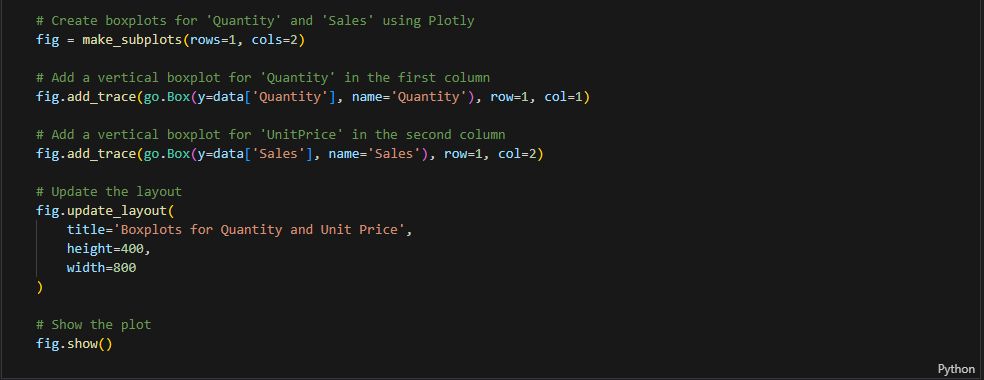 # Create boxplots for 'Quantity' and 'Sales' using Plotly
fig = make_subplots(rows=1, cols=2)
# Add a vertical boxplot for 'Quantity' in the first column
fig.add_trace(go.Box(y=data['Quantity'], name='Quantity'), row=1, col=1)
# Add a vertical boxplot for 'UnitPrice' in the second column
fig.add_trace(go.Box(y=data['Sales'], name='Sales'), row=1, col=2)
# Update the layout
fig.update_layout(
    title='Boxplots for Quantity and Unit Price',
    height=400,
    width=800
)
# Show the plot
fig.show()
Python